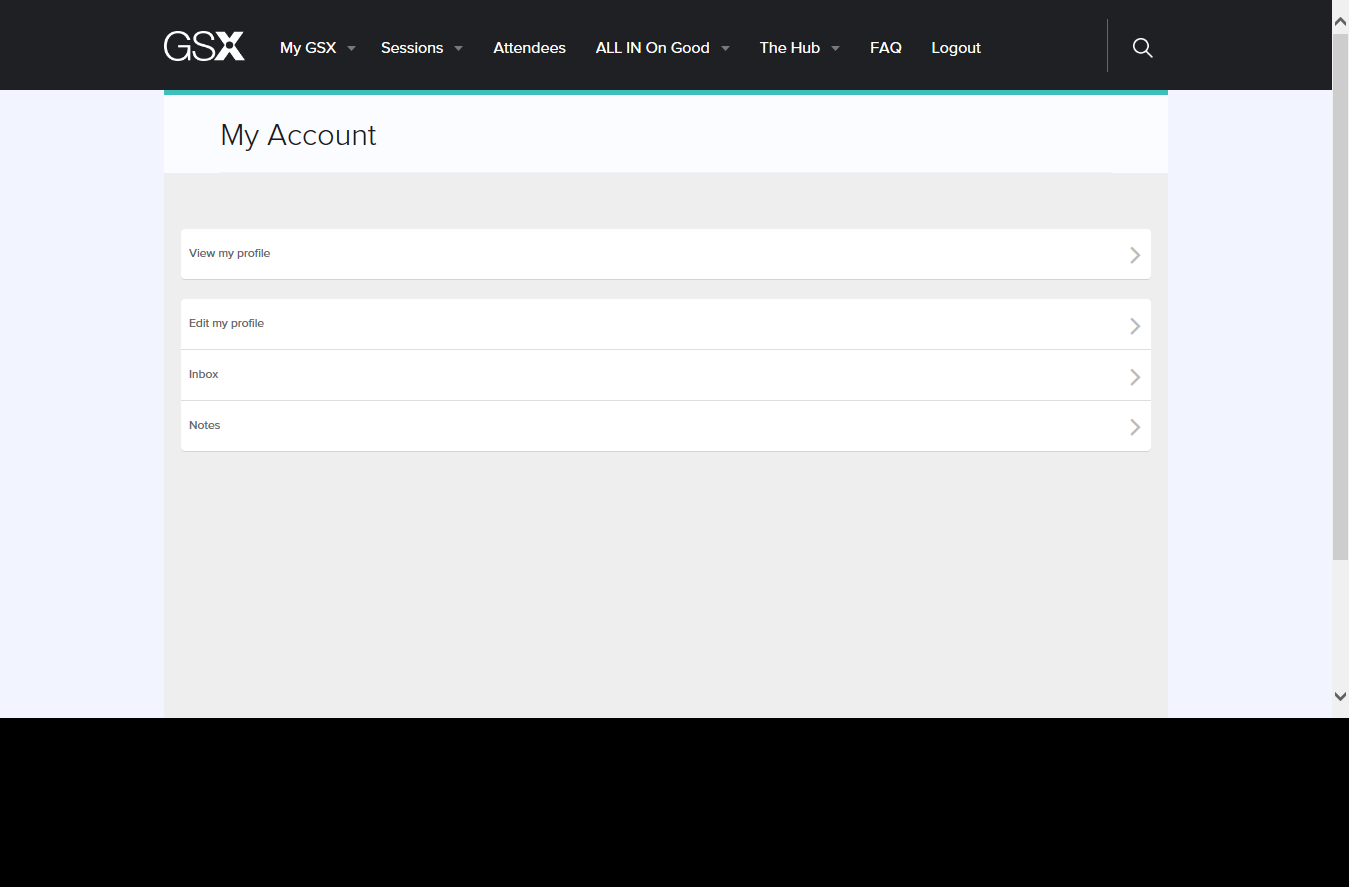 GSX My GSX Sessions Attendees ALL IN On Good The Hub FAQ Logout
My Account
View my profile
Edit my profile
Inbox
Notes